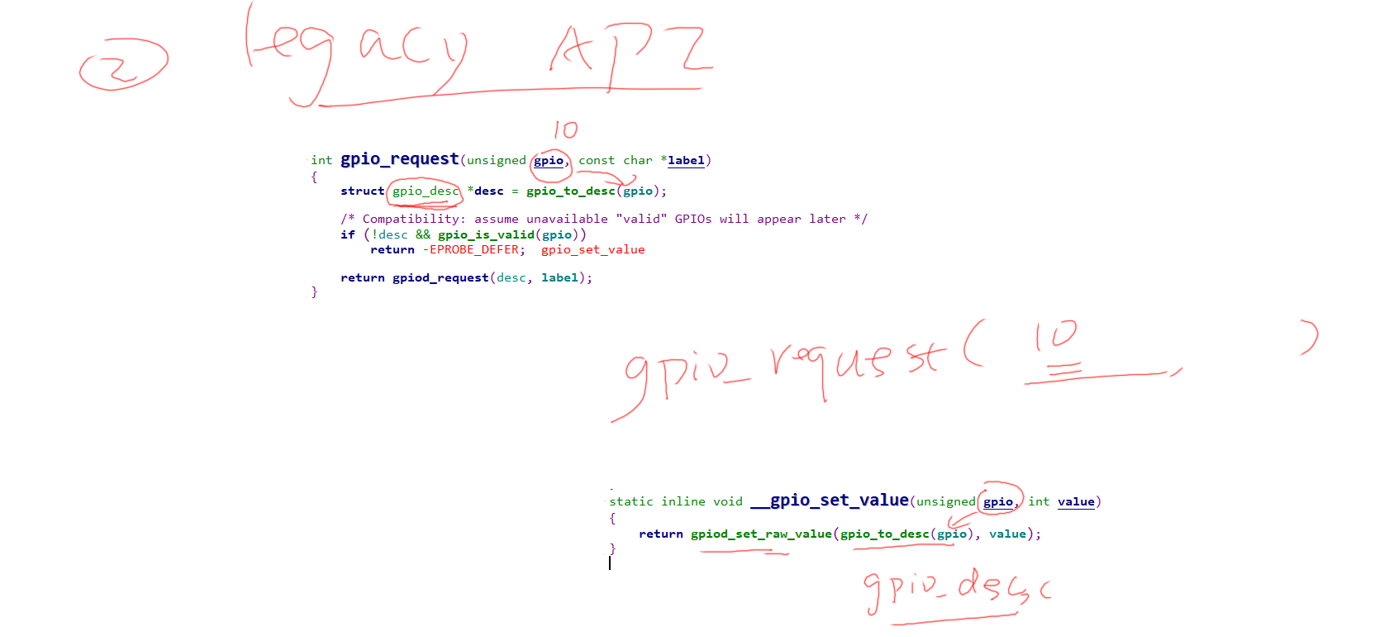 ② legacy API
10
int gpio_request(unsigned gpio, const char *label)
{
struct gpio_desc *desc = gpio_to_desc(gpio);
/* Compatibility: assume unavailable "valid" GPIOs will appear later */
if (!desc && gpio_is_valid(gpio))
return -EPROBE_DEFER; gpio_set_value
return gpiod_request(desc, label);
}
gpio_request( 10 , )
static inline void __gpio_set_value(unsigned gpio, int value)
{
return gpiod_set_raw_value(gpio_to_desc(gpio), value);
}
gpio_desc